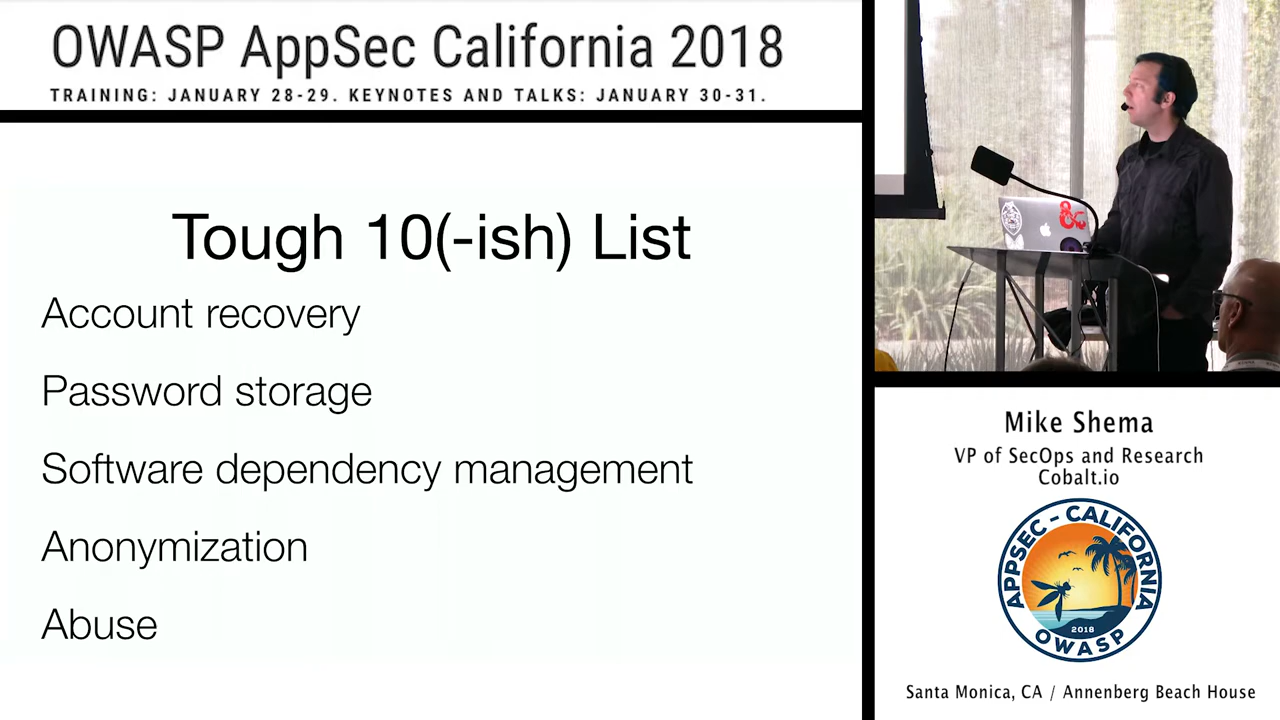 OWASP AppSec California 2018
TRAINING: JANUARY 28-29. KEYNOTES AND TALKS: JANUARY 30-31.
Tough 10(-ish) List
Account recovery
Password storage
Software dependency management
Anonymization
Abuse
Mike Shema
VP of SecOps and Research
Cobalt.io
APPSEC - CALIFORNIA
2018
OWASP
Santa Monica, CA / Annenberg Beach House